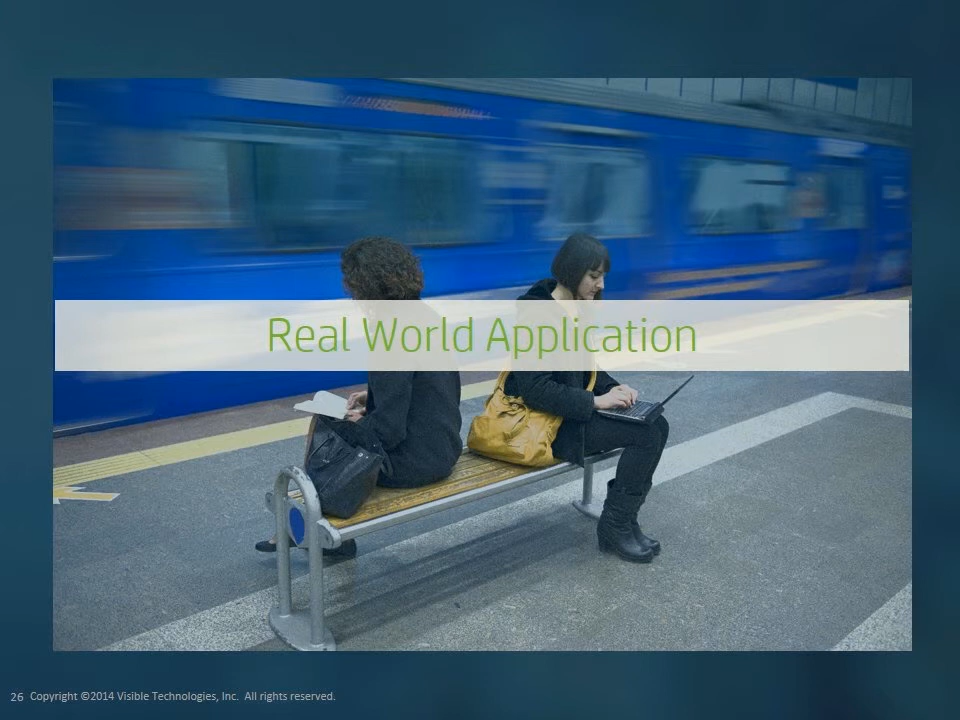 Real World Application
26 Copyright ©2014 Visible Technologies, Inc. All rights reserved.